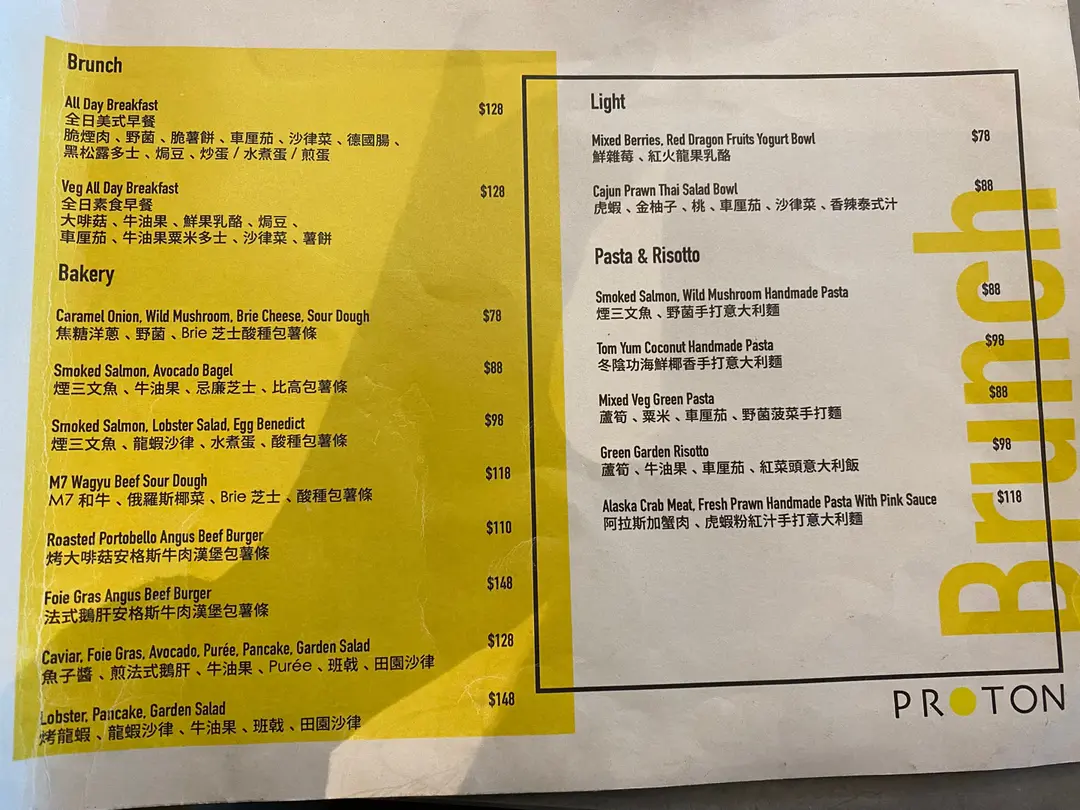 Brunch
All Day Breakfast $128
全日美式早餐
脆煙肉、野菌、脆薯餅、車厘茄、沙律菜、德國腸、
黑松露多士、焗豆、炒蛋 / 水煮蛋 / 煎蛋
Veg All Day Breakfast $128
全日素食早餐
大啡菇、牛油果、鮮果乳酪、焗豆、
車厘茄、牛油果粟米多士、沙律菜、薯餅
Bakery
Caramel Onion, Wild Mushroom, Brie Cheese, Sour Dough $78
焦糖洋蔥、野菌、Brie 芝士酸種包薯條
Smoked Salmon, Avocado Bagel $88
煙三文魚、牛油果、忌廉芝士、比高包薯條
Smoked Salmon, Lobster Salad, Egg Benedict $98
煙三文魚、龍蝦沙律、水煮蛋、酸種包薯條
M7 Wagyu Beef Sour Dough $118
M7 和牛、俄羅斯椰菜、Brie 芝士、酸種包薯條
Roasted Portobello Angus Beef Burger $110
烤大啡菇安格斯牛肉漢堡包薯條
Foie Gras Angus Beef Burger $148
法式鵝肝安格斯牛肉漢堡包薯條
Caviar, Foie Gras, Avocado, Purée, Pancake, Garden Salad $128
魚子醬、煎法式鵝肝、牛油果、Purée、班戟、田園沙律
Lobster, Pancake, Garden Salad $148
烤龍蝦、龍蝦沙律、牛油果、班戟、田園沙律
Light
Mixed Berries, Red Dragon Fruits Yogurt Bowl $78
鮮雜莓、紅火龍果乳酪
Cajun Prawn Thai Salad Bowl $88
虎蝦、金柚子、桃、車厘茄、沙律菜、香辣泰式汁
Pasta & Risotto
Smoked Salmon, Wild Mushroom Handmade Pasta $88
煙三文魚、野菌手打意大利麵
Tom Yum Coconut Handmade Pasta $98
冬陰功海鮮椰香手打意大利麵
Mixed Veg Green Pasta $88
蘆筍、粟米、車厘茄、野菌菠菜手打麵
Green Garden Risotto $98
蘆筍、牛油果、車厘茄、紅菜頭意大利飯
Alaska Crab Meat, Fresh Prawn Handmade Pasta With Pink Sauce $118
阿拉斯加蟹肉、虎蝦粉紅汁手打意大利麵
Brunch
PROTON